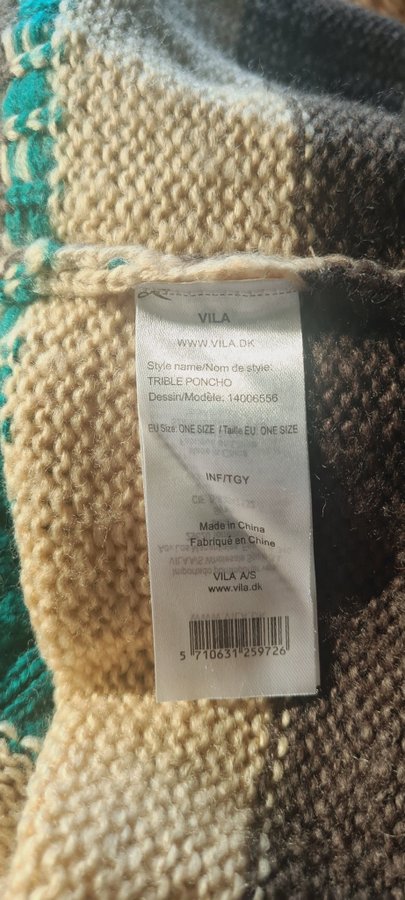 VILA
WWW.VILA.DK
Style name/Nom de style:
TRIBLE PONCHO
Dessin/Modèle: 14006556
EU Size: ONE SIZE / Taille EU: ONE SIZE
INF/TGY
Made in China
Fabriqué en Chine
VILA A/S
www.vila.dk
5 710631 259726